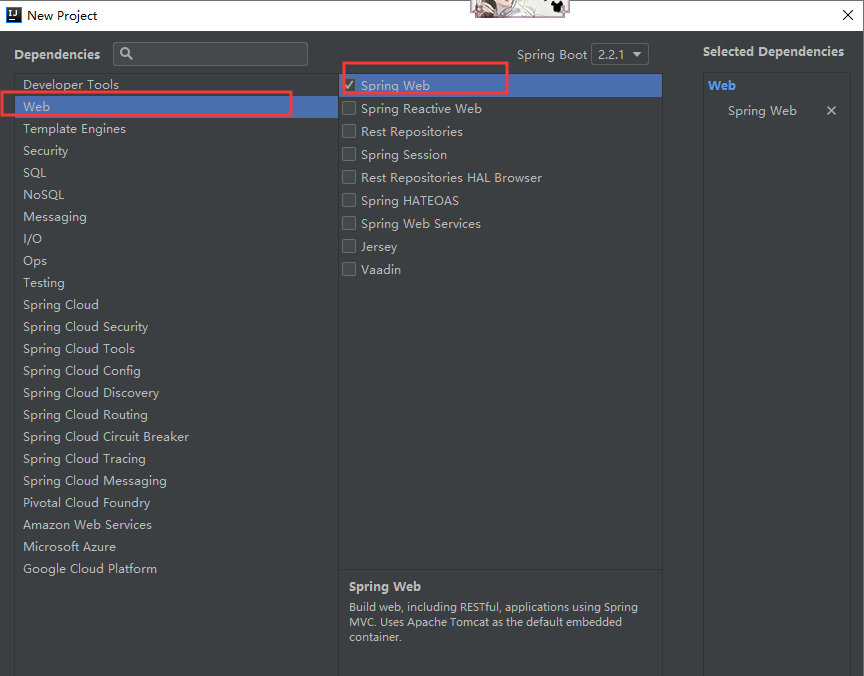 New Project
Dependencies
Spring Boot 2.2.1
Selected Dependencies
Developer Tools
Web
Template Engines
Security
SQL
NoSQL
Messaging
I/O
Ops
Testing
Spring Cloud
Spring Cloud Security
Spring Cloud Tools
Spring Cloud Config
Spring Cloud Discovery
Spring Cloud Routing
Spring Cloud Circuit Breaker
Spring Cloud Tracing
Spring Cloud Messaging
Pivotal Cloud Foundry
Amazon Web Services
Microsoft Azure
Google Cloud Platform
Spring Web
Spring Reactive Web
Rest Repositories
Spring Session
Rest Repositories HAL Browser
Spring HATEOAS
Spring Web Services
Jersey
Vaadin
Spring Web
Build web, including RESTful, applications using Spring
MVC. Uses Apache Tomcat as the default embedded
container.
Web
Spring Web